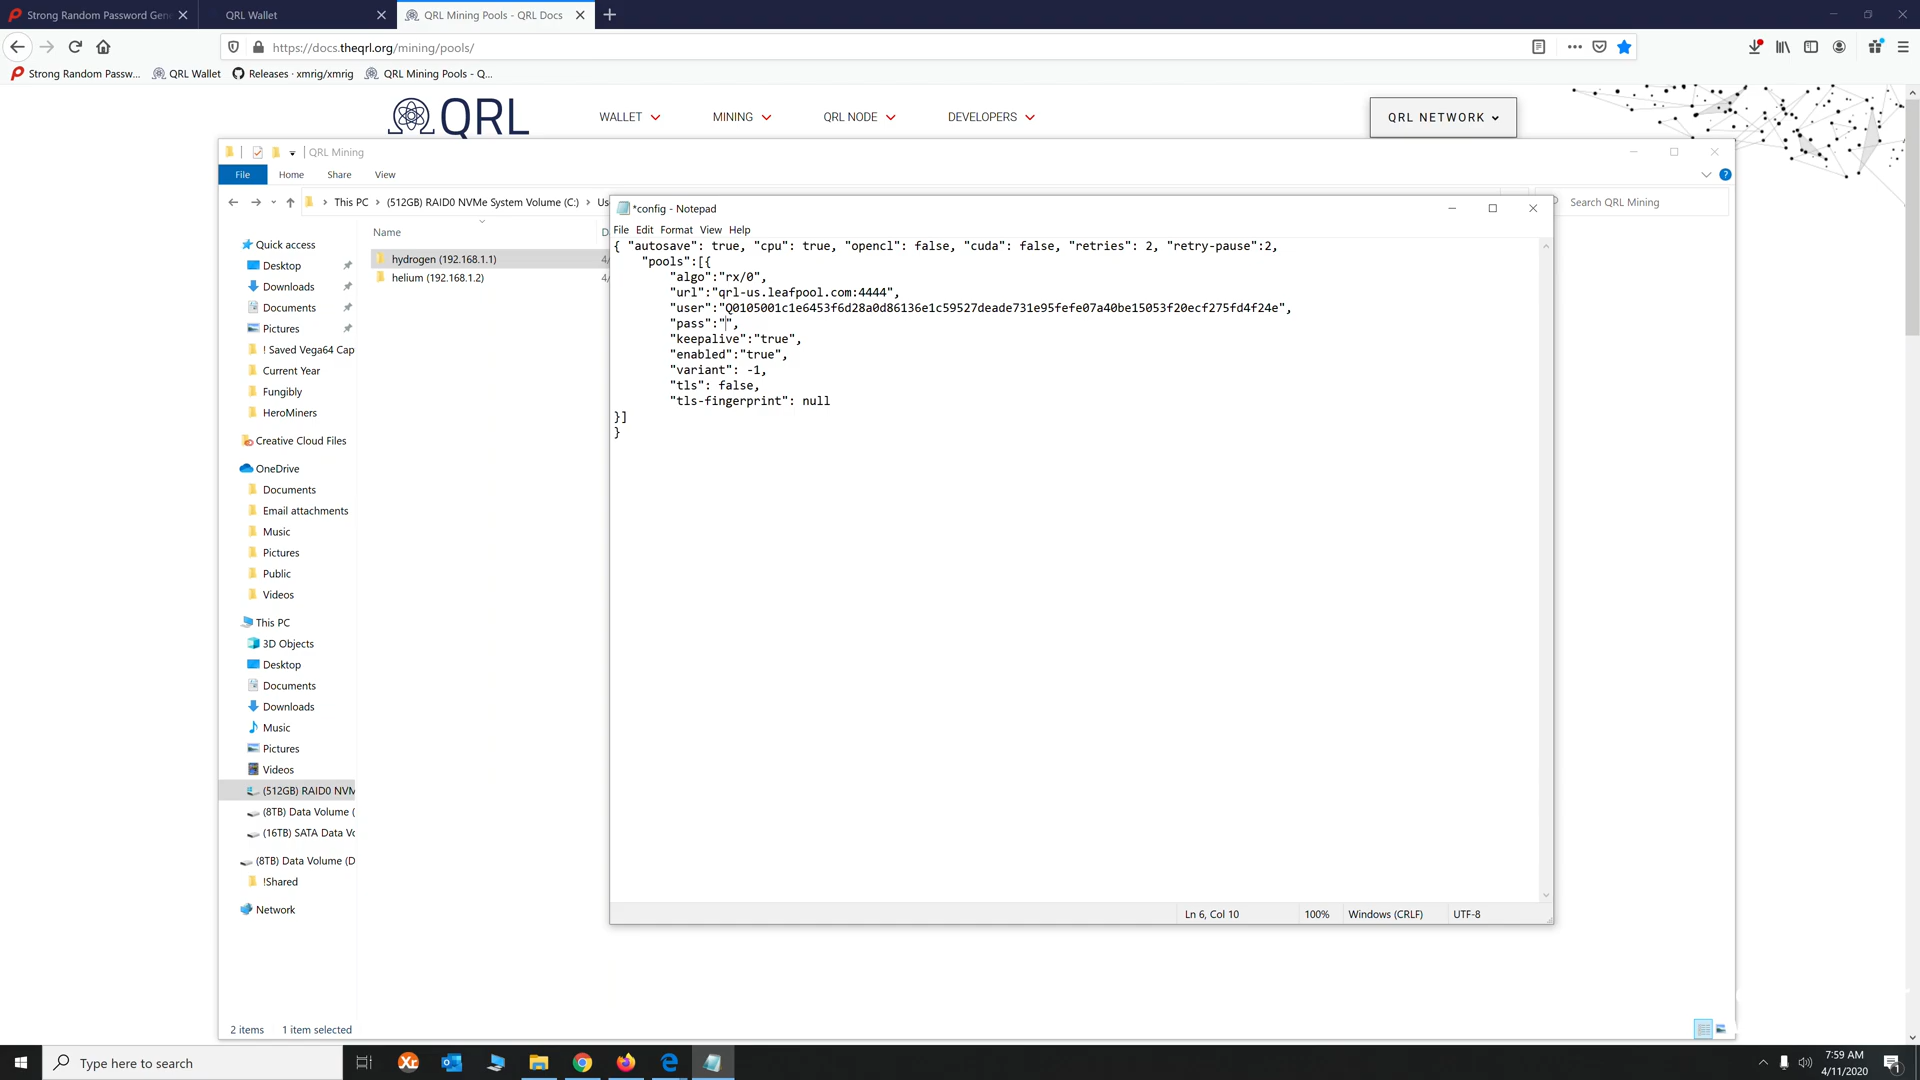 Strong Random Password Gen
QRL Wallet
QRL Mining Pools - QRL Docs
https://docs.theqrl.org/mining/pools/
Strong Random Passw...
QRL Wallet
Releases · xmrig/xmrig
QRL Mining Pools - Q...
QRL
WALLET
MINING
QRL NODE
DEVELOPERS
QRL NETWORK
QRL Mining
File
Home
Share
View
This PC
(512GB) RAID0 NVMe System Volume (C:)
Us
Search QRL Mining
*config - Notepad
File Edit Format View Help
Name
hydrogen (192.168.1.1)
helium (192.168.1.2)
2 items
1 item selected
Quick access
Desktop
Downloads
Documents
Pictures
! Saved Vega64 Cap
Current Year
Fungibly
HeroMiners
Creative Cloud Files
OneDrive
Documents
Email attachments
Music
Pictures
Public
Videos
This PC
3D Objects
Desktop
Documents
Downloads
Music
Pictures
Videos
(512GB) RAID0 NVM
(8TB) Data Volume (
(16TB) SATA Data Vo
(8TB) Data Volume (D
!Shared
Network
{ "autosave": true, "cpu": true, "opencl": false, "cuda": false, "retries": 2, "retry-pause":2,
"pools":[{
"algo":"rx/0",
"url":"qrl-us.leafpool.com:4444",
"user":"Q0105001c1e6453f6d28a0d86136e1c59527deade731e95fefe07a40be15053f20ecf275fd4f24e",
"pass":"",
"keepalive":"true",
"enabled":"true",
"variant": -1,
"tls": false,
"tls-fingerprint": null
}]
}
Ln 6, Col 10
100%
Windows (CRLF)
UTF-8
Type here to search
7:59 AM
4/11/2020